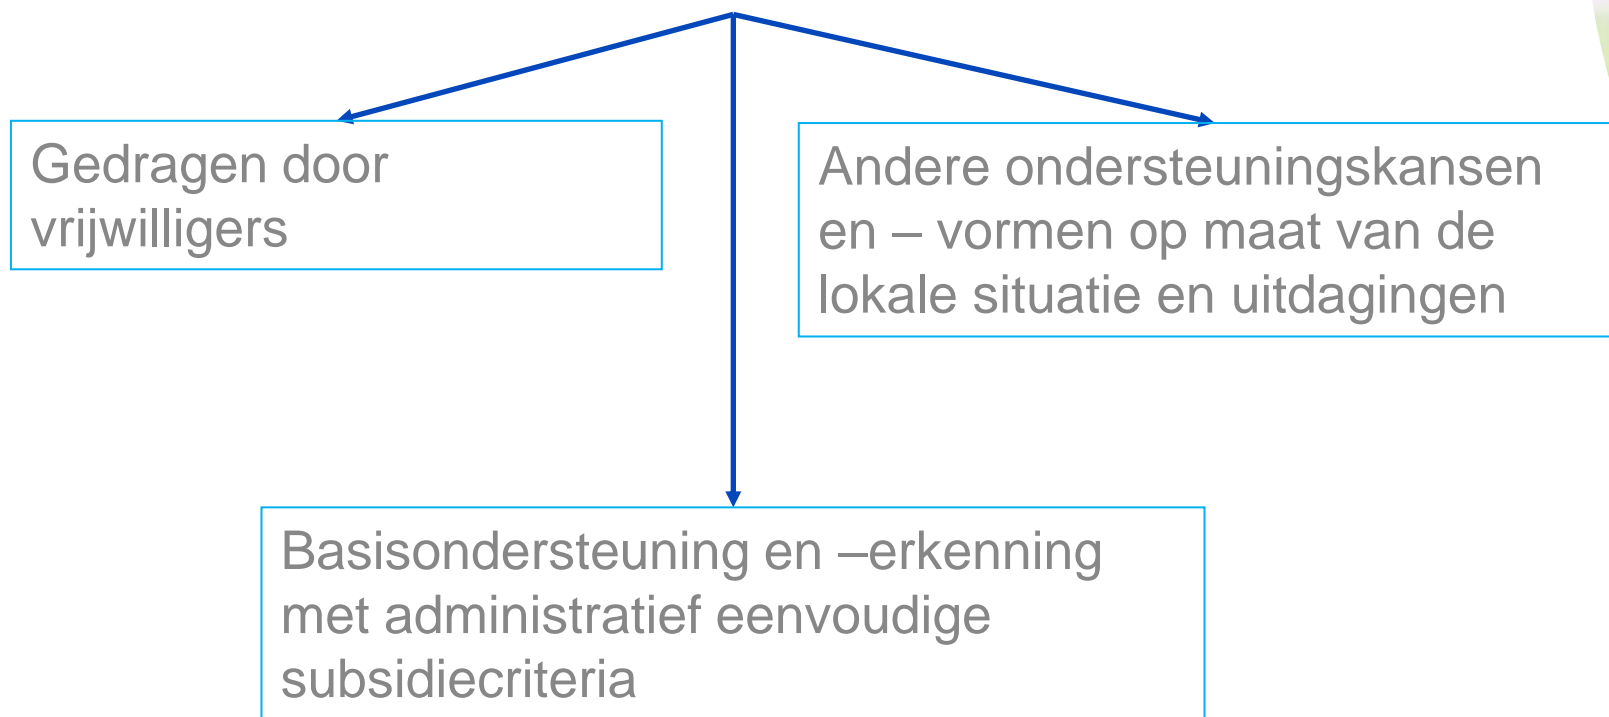 Gedragen door
vrijwilligers
Andere ondersteuningskansen
en – vormen op maat van de
lokale situatie en uitdagingen
Basisondersteuning en –erkenning
met administratief eenvoudige
subsidiecriteria